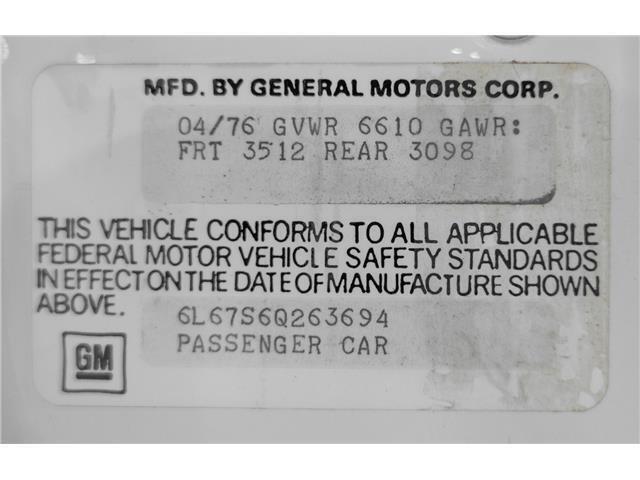 MFD. BY GENERAL MOTORS CORP.
04/76 GVWR 6610 GAWR:
FRT 3512 REAR 3098
THIS VEHICLE CONFORMS TO ALL APPLICABLE
FEDERAL MOTOR VEHICLE SAFETY STANDARDS
IN EFFECT ON THE DATE OF MANUFACTURE SHOWN
ABOVE.
6L67S6Q263694
PASSENGER CAR
GM